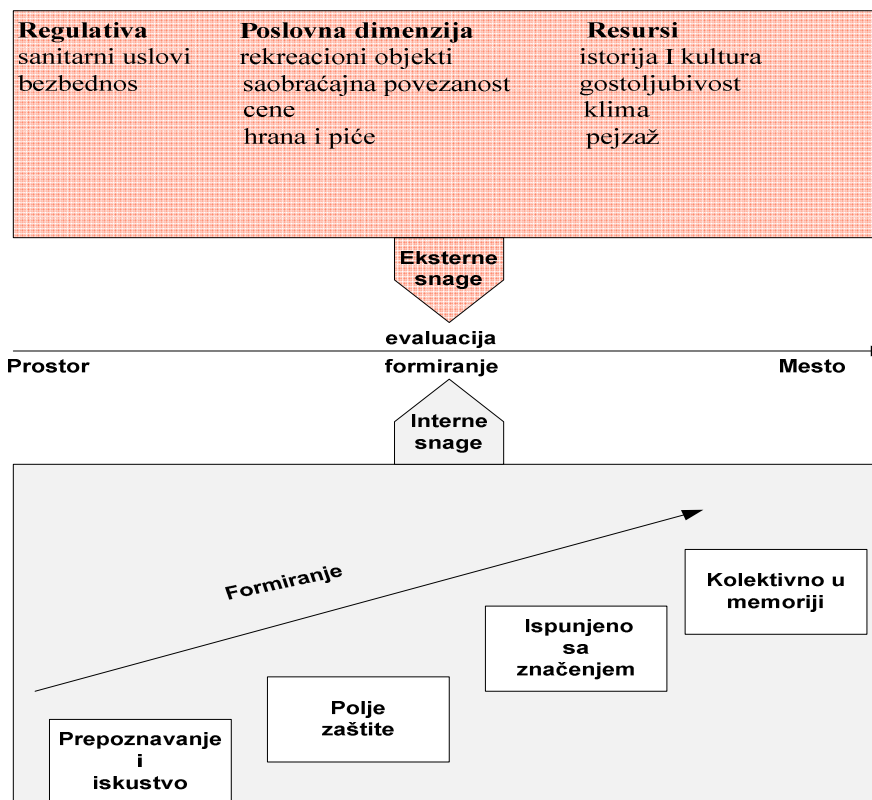 Regulativa
sanitarni uslovi
bezbednos
Poslovna dimenzija
rekreacioni objekti
saobraćajna povezanost
cene
hrana i piće
Resursi
istorija I kultura
gostoljubivost
klima
pejzaž
Eksterne
snage
evaluacija
Prostor
formiranje
Mesto
Interne
snage
Formiranje
Kolektivno u
memoriji
Ispunjeno
sa
značenjem
Polje
zaštite
Prepoznavanje
i
iskustvo